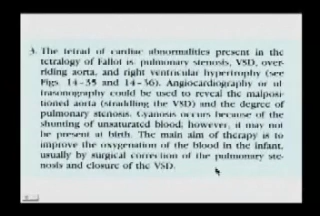 3. The tetrad of cardiac abnormalities present in the
tetralogy of Fallot is: pulmonary stenosis, VSD, over-
riding aorta, and right ventricular hypertrophy (see
Figs. 14-35 and 14-36). Angiocardiography or ul-
trasonography could be used to reveal the malposi-
tioned aorta (straddling the VSD) and the degree of
pulmonary stenosis. Cyanosis occurs because of the
shunting of unsaturated blood; however, it may not
be present at birth. The main aim of therapy is to
improve the oxygenation of the blood in the infant,
usually by surgical correction of the pulmonary ste-
nosis and closure of the VSD.